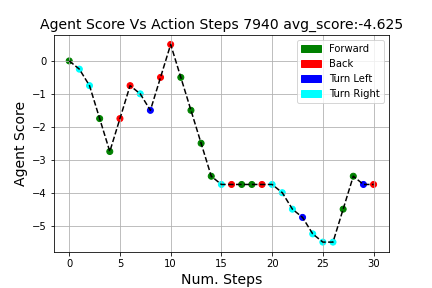 Agent Score Vs Action Steps 7940 avg_score:-4.625
Forward
Back
Turn Left
Turn Right
Agent Score
0
−1
−2
−3
−4
−5
0 5 10 15 20 25 30
Num. Steps